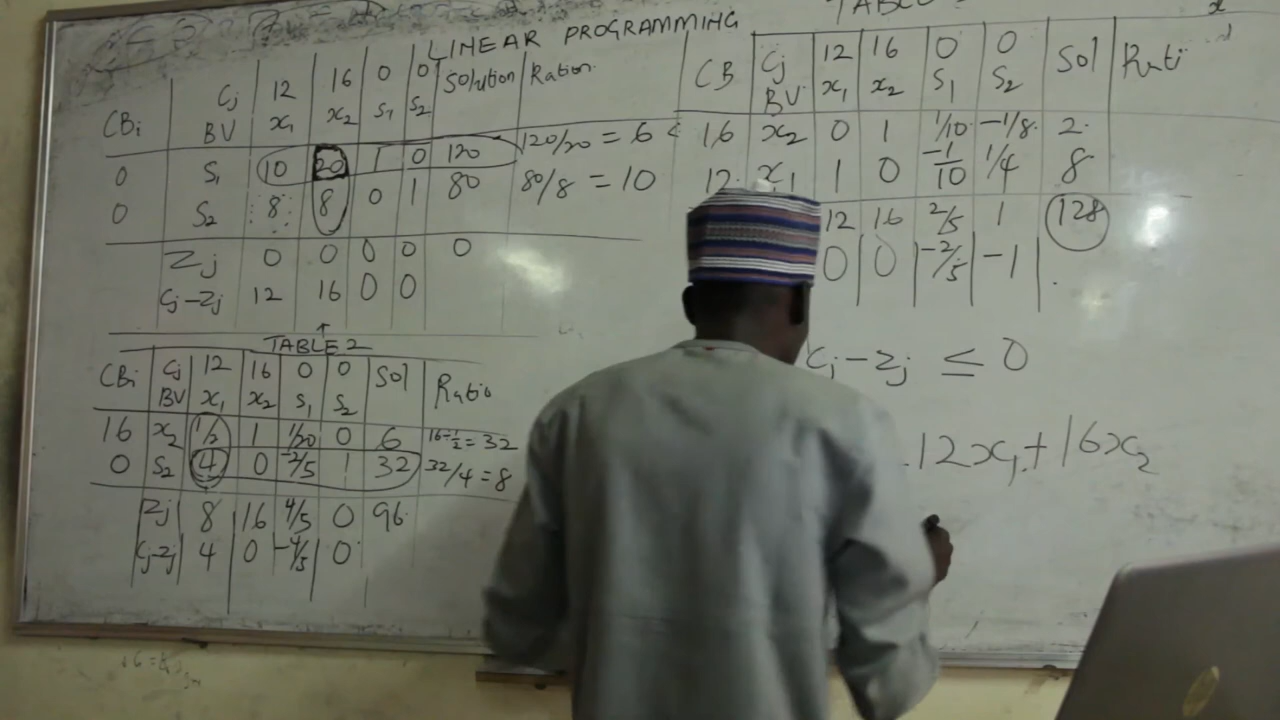 LINEAR PROGRAMMING
Cj 12 16 0 0 Solution Ration
CBi BV x₁ x₂ S₁ S₂
0 S₁ 10 20 1 0 120 120/20 = 6
0 S₂ 8 8 0 1 80 80/8 = 10
Zj 0 0 0 0 0
Cj-Zj 12 16 0 0
↑
TABLE 2
CBi Cj 12 16 0 0 Sol Ratio
BV x₁ x₂ S₁ S₂
16 x₂ 1/2 1 1/20 0 6 16÷1/2 = 32
0 S₂ 4 0 -2/5 1 32 32/4 = 8
Zj 8 16 4/5 0 96
Cj-Zj 4 0 -4/5 0
CB Cj 12 16 0 0 Sol Rati
BV x₁ x₂ S₁ S₂
16 x₂ 0 1 1/10 -1/8 2
12 x₁ 1 0 -1/10 1/4 8
12 16 2/5 1 128
0 0 -2/5 -1
Cj-Zj ≤ 0
12x₁ + 16x₂